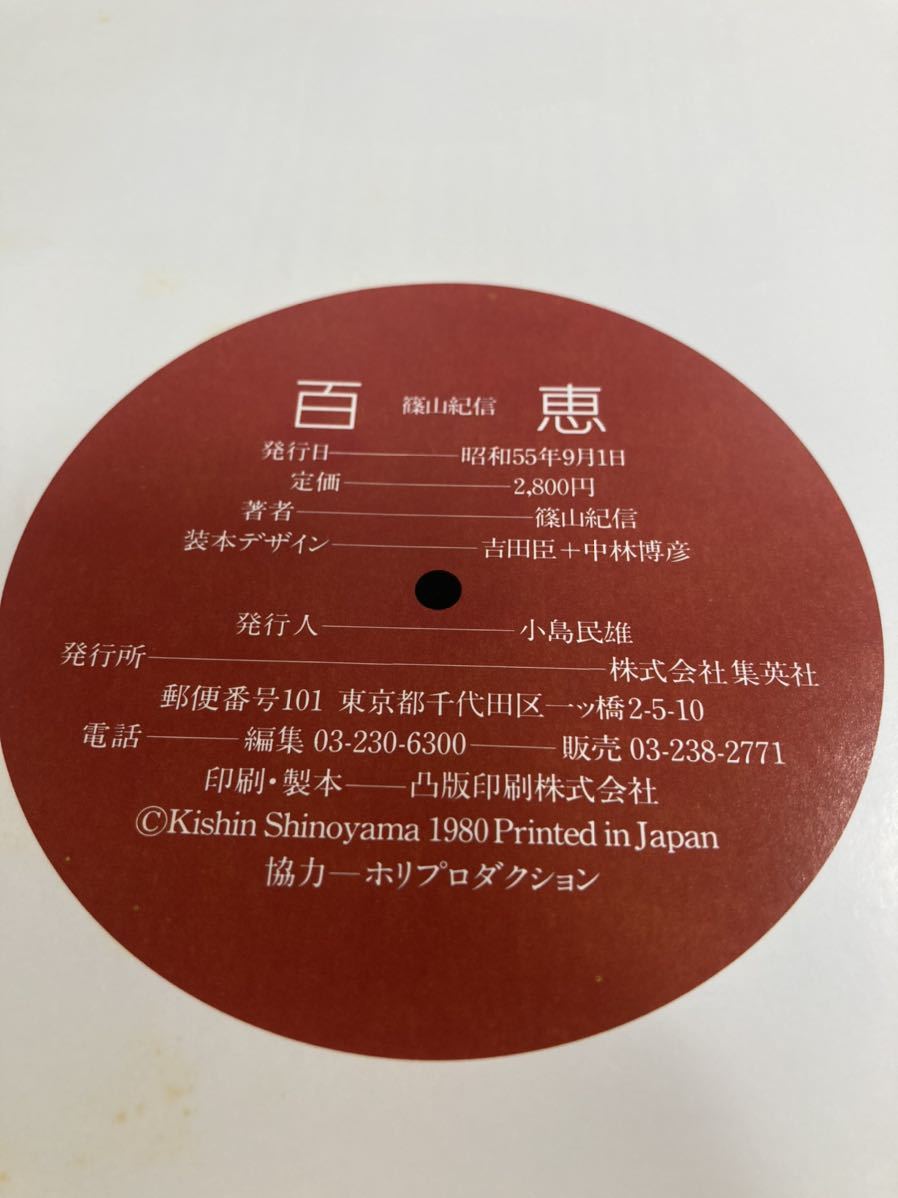 百 篠山紀信 恵
発行日――昭和55年9月1日
定価――2,800円
著者――篠山紀信
装本デザイン――吉田臣+中林博彦
発行人――小島民雄
発行所――株式会社集英社
郵便番号101 東京都千代田区一ッ橋2-5-10
電話――編集 03-230-6300――販売 03-238-2771
印刷・製本――凸版印刷株式会社
©Kishin Shinoyama 1980 Printed in Japan
協力―ホリプロダクション